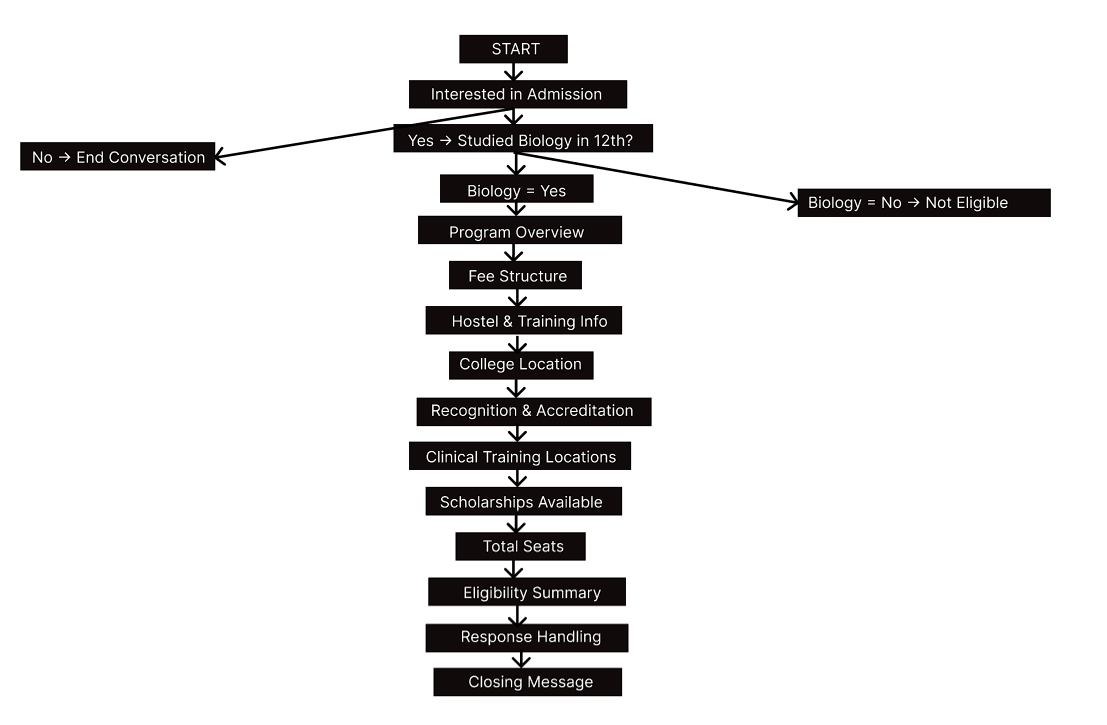 START
Interested in Admission
Yes → Studied Biology in 12th?
No → End Conversation
Biology = Yes
Biology = No → Not Eligible
Program Overview
Fee Structure
Hostel & Training Info
College Location
Recognition & Accreditation
Clinical Training Locations
Scholarships Available
Total Seats
Eligibility Summary
Response Handling
Closing Message